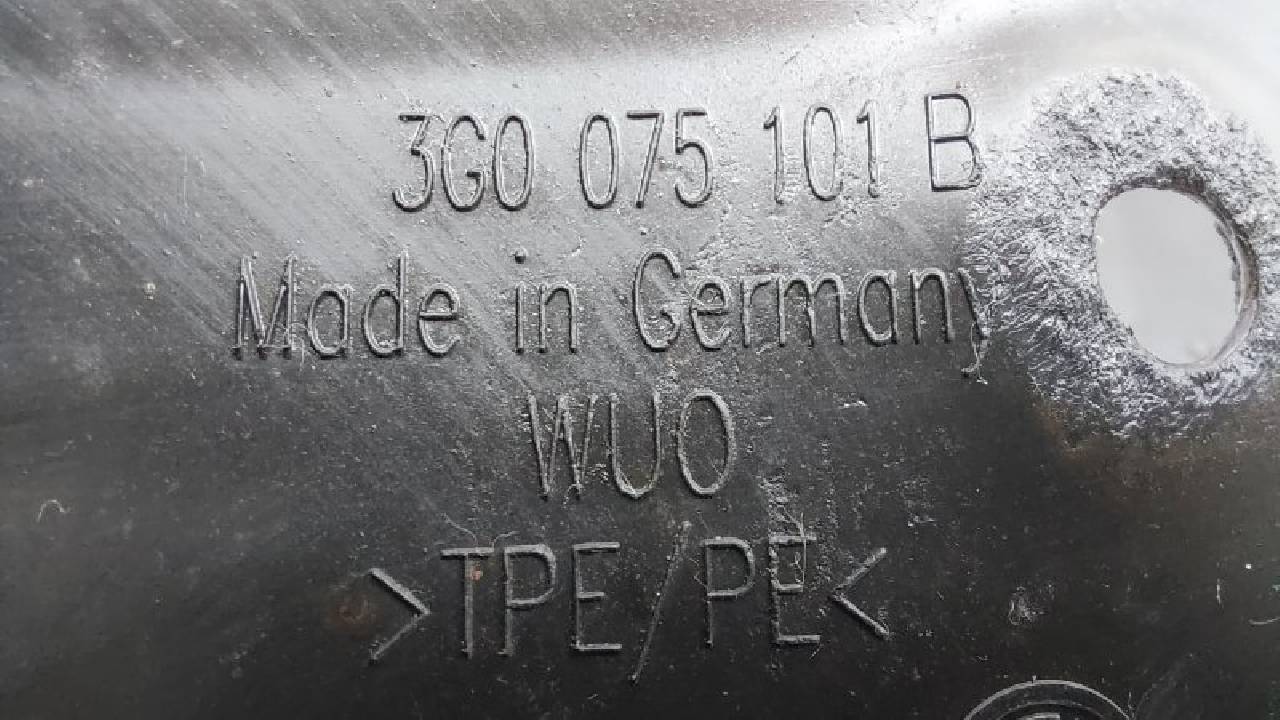 3G0 075 101 B
Made in Germany
WUO
>TPE/PE<